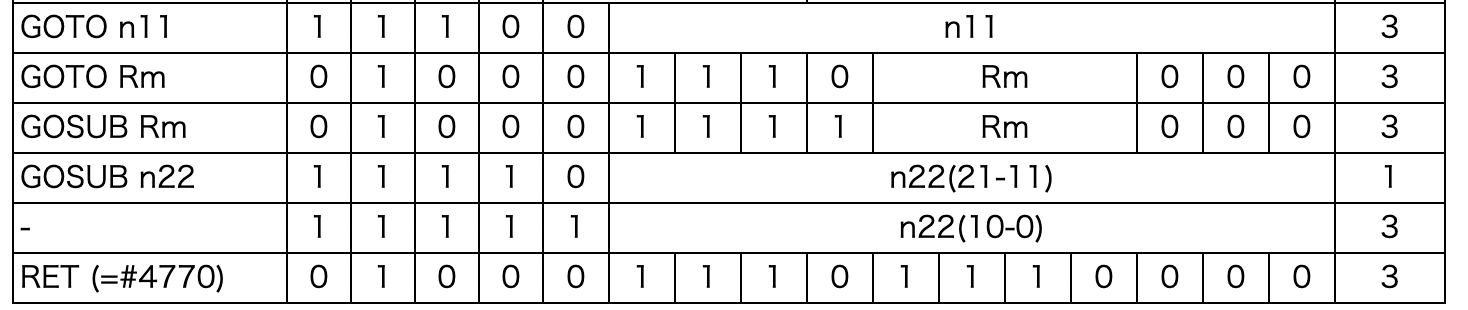 GOTO n11 1 1 1 0 0 n11 3
GOTO Rm 0 1 0 0 0 1 1 1 0 Rm 0 0 0 3
GOSUB Rm 0 1 0 0 0 1 1 1 1 Rm 0 0 0 3
GOSUB n22 1 1 1 1 0 n22(21-11) 1
- 1 1 1 1 1 n22(10-0) 3
RET (=#4770) 0 1 0 0 0 1 1 1 0 1 1 1 0 0 0 0 3